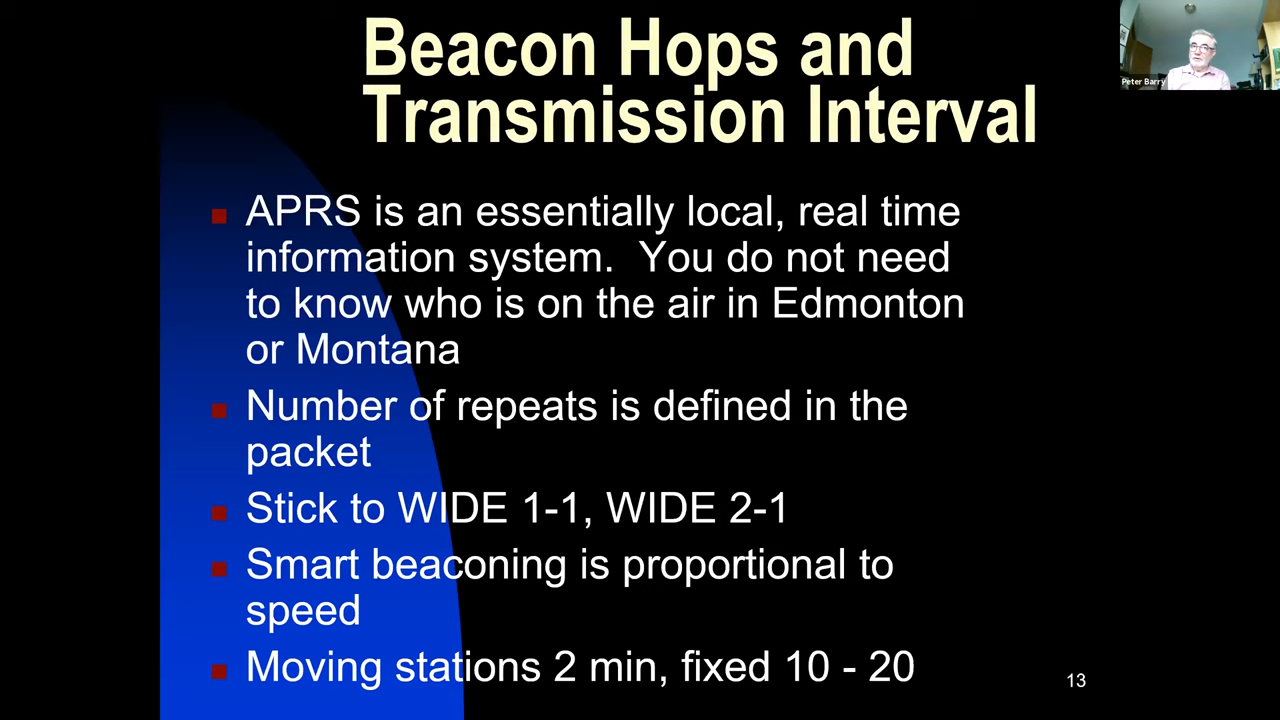 Beacon Hops and
Transmission Interval
Peter Barry
APRS is an essentially local, real time
information system.  You do not need
to know who is on the air in Edmonton
or Montana
Number of repeats is defined in the
packet
Stick to WIDE 1-1, WIDE 2-1
Smart beaconing is proportional to
speed
Moving stations 2 min, fixed 10 - 20
13